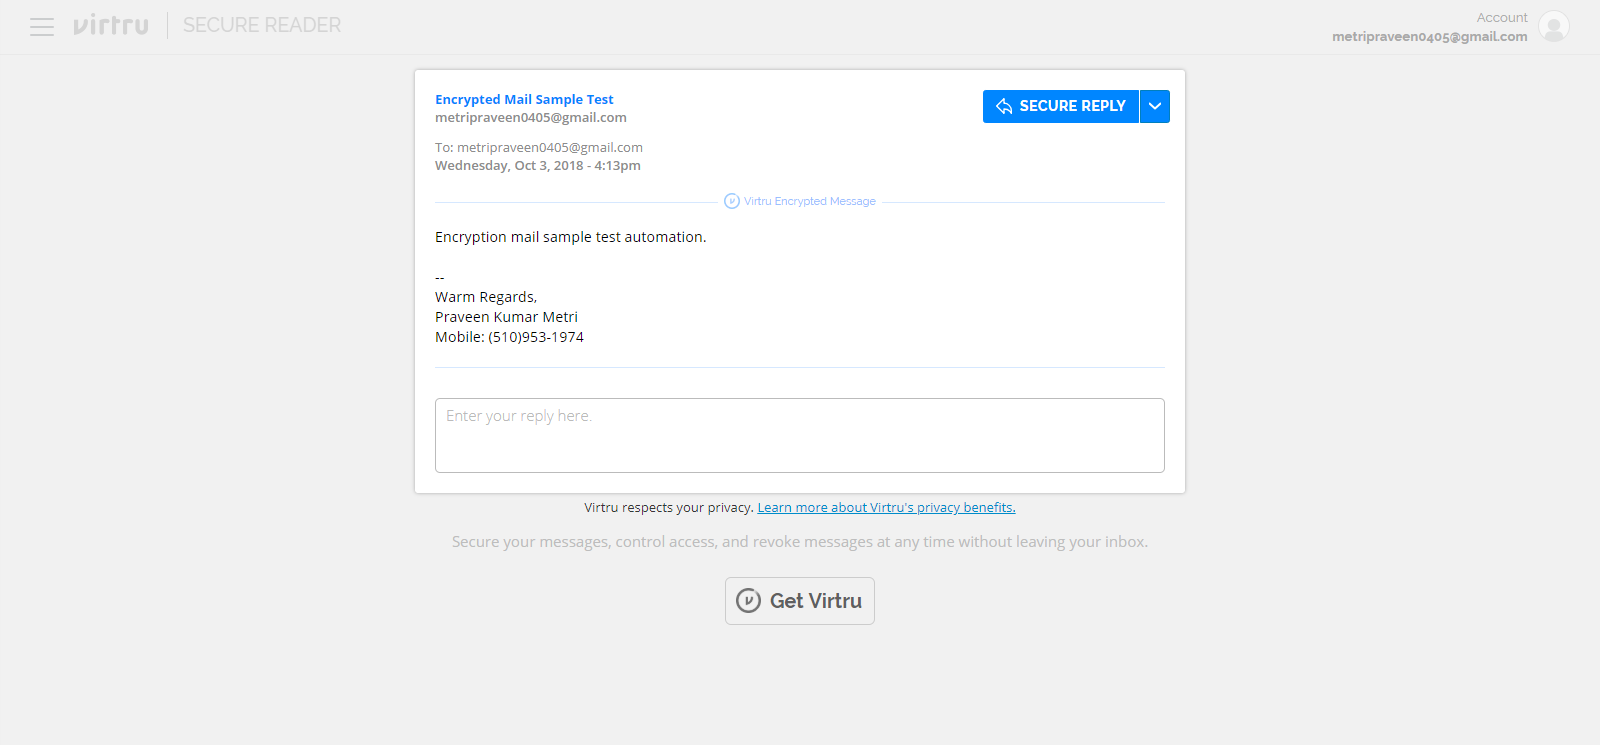 virtru SECURE READER
Account
metripraveen0405@gmail.com
Encrypted Mail Sample Test
metripraveen0405@gmail.com
SECURE REPLY
To: metripraveen0405@gmail.com
Wednesday, Oct 3, 2018 - 4:13pm
Virtru Encrypted Message
Encryption mail sample test automation.
--
Warm Regards,
Praveen Kumar Metri
Mobile: (510)953-1974
Enter your reply here.
Virtru respects your privacy. Learn more about Virtru's privacy benefits.
Secure your messages, control access, and revoke messages at any time without leaving your inbox.
Get Virtru